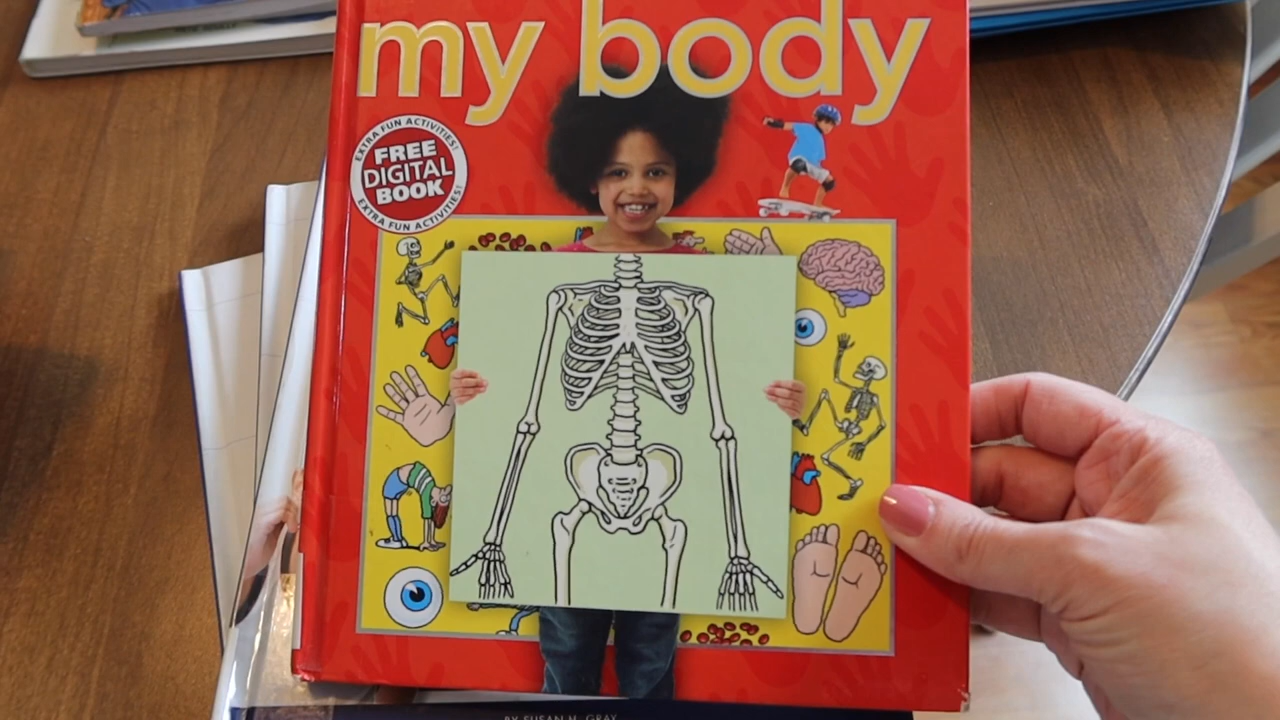 my body
EXTRA FUN ACTIVITIES!
FREE
DIGITAL
BOOK
EXTRA FUN ACTIVITIES!
BY SUSAN H. GRAY